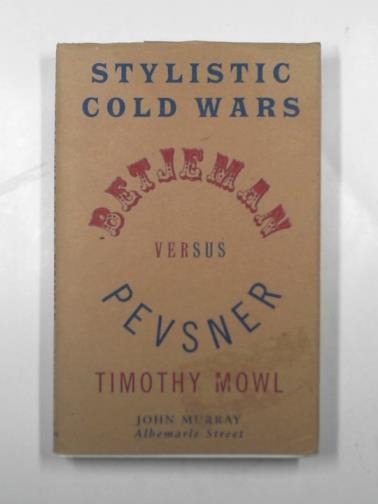 STYLISTIC
COLD WARS
BETJEMAN
VERSUS
PEVSNER
TIMOTHY MOWL
JOHN MURRAY
Albemarle Street